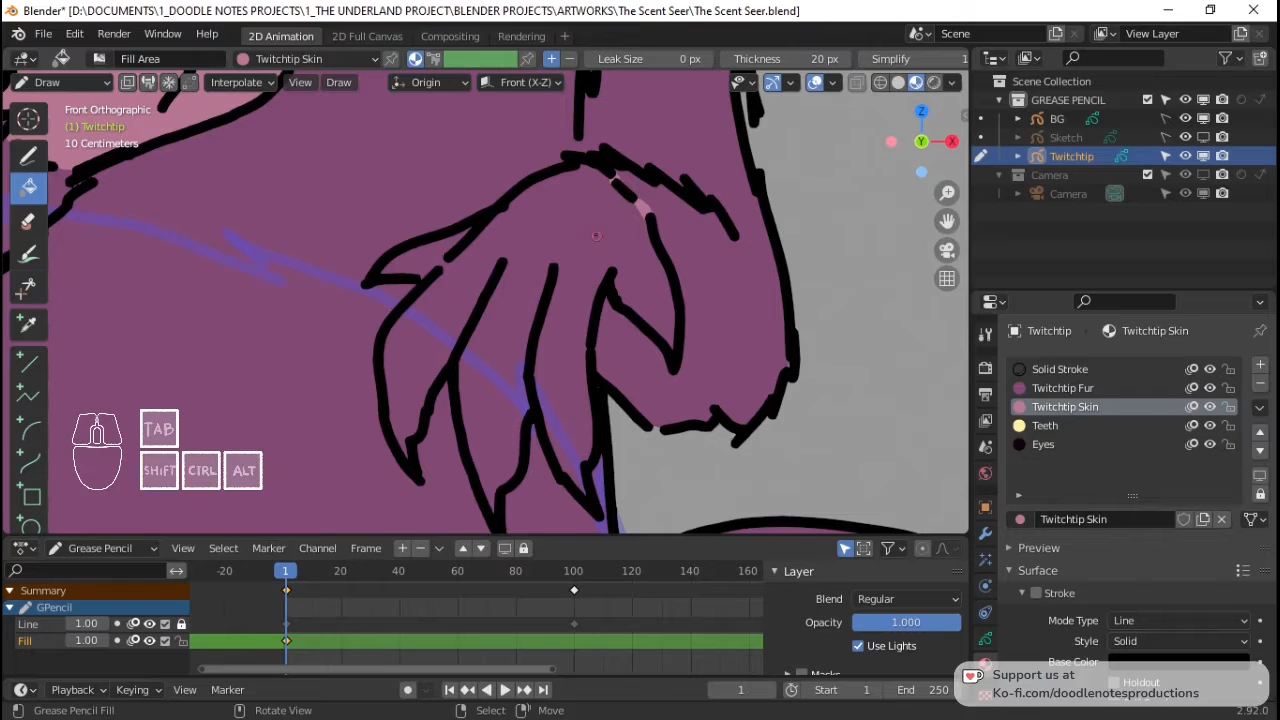 Blender* [D:\DOCUMENTS\1_DOODLE NOTES PROJECTS\1_THE UNDERLAND PROJECT\BLENDER PROJECTS\ARTWORKS\The Scent Seer\The Scent Seer.blend]
File Edit Render Window Help 2D Animation 2D Full Canvas Compositing Rendering + Scene View Layer
Fill Area Twitchtip Skin Leak Size 0 px Thickness 20 px Simplify
Draw Interpolate View Draw Origin Front (X-Z)
Front Orthographic
(1) Twitchtip
10 Centimeters
Z
Y
X
Scene Collection
GREASE PENCIL
BG
Sketch
Twitchtip
Camera
Camera
Twitchtip Twitchtip Skin
Solid Stroke
Twitchtip Fur
Twitchtip Skin
Teeth
Eyes
Twitchtip Skin
Preview
Surface
Stroke
Mode Type Line
Style Solid
Base Color
Holdout
TAB
SHiFT CTRL ALT
Grease Pencil View Select Marker Channel Frame
-20 1 20 40 60 80 100 120 140 160
Summary
GPencil
Line 1.00
Fill 1.00
Layer
Blend Regular
Opacity 1.000
Use Lights
Masks
Playback Keying View Marker 1 Start 1 End 250
Grease Pencil Fill Rotate View Select Move 2.92.0
Support us at
Ko-fi.com/doodlenotesproductions